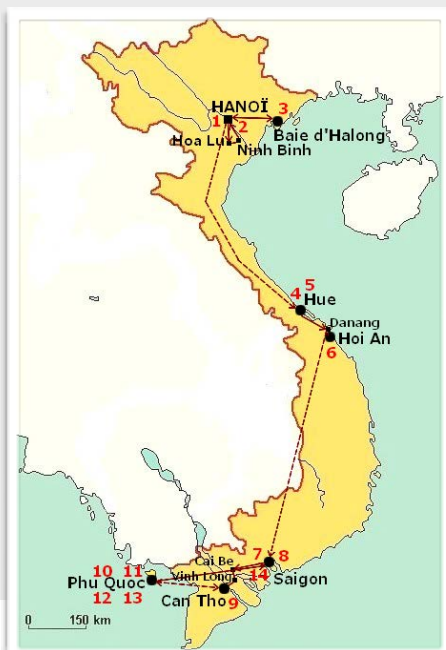 HANOÏ
1
2
3
Baie d'Halong
Hoa Lu
Ninh Binh
4
5
Hue
Danang
Hoi An
6
7
8
Cai Be
10
11
Phu Quoc
Vinh Long
14
Saigon
12
13
Can Tho
9
0
150 km